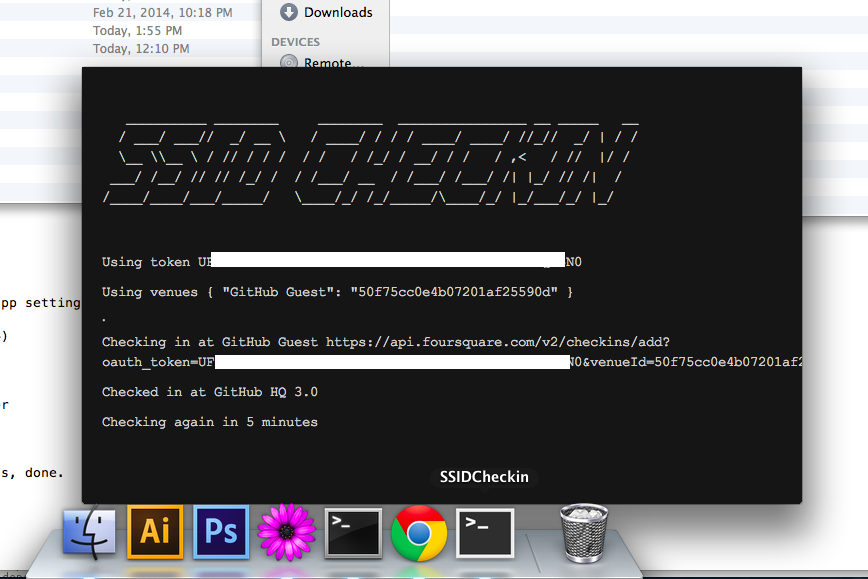 Feb 21, 2014, 10:18 PM
Today, 1:55 PM
Today, 12:10 PM
Downloads
DEVICES
Remote...
SSID CHECKIN
Using token UF
N0
Using venues { "GitHub Guest": "50f75cc0e4b07201af25590d" }
.
Checking in at GitHub Guest https://api.foursquare.com/v2/checkins/add?
oauth_token=UF
N0&venueId=50f75cc0e4b07201af2
Checked in at GitHub HQ 3.0
Checking again in 5 minutes
pp setting
)
r
s, done.
SSIDCheckin
Ai
Ps
>_
>_